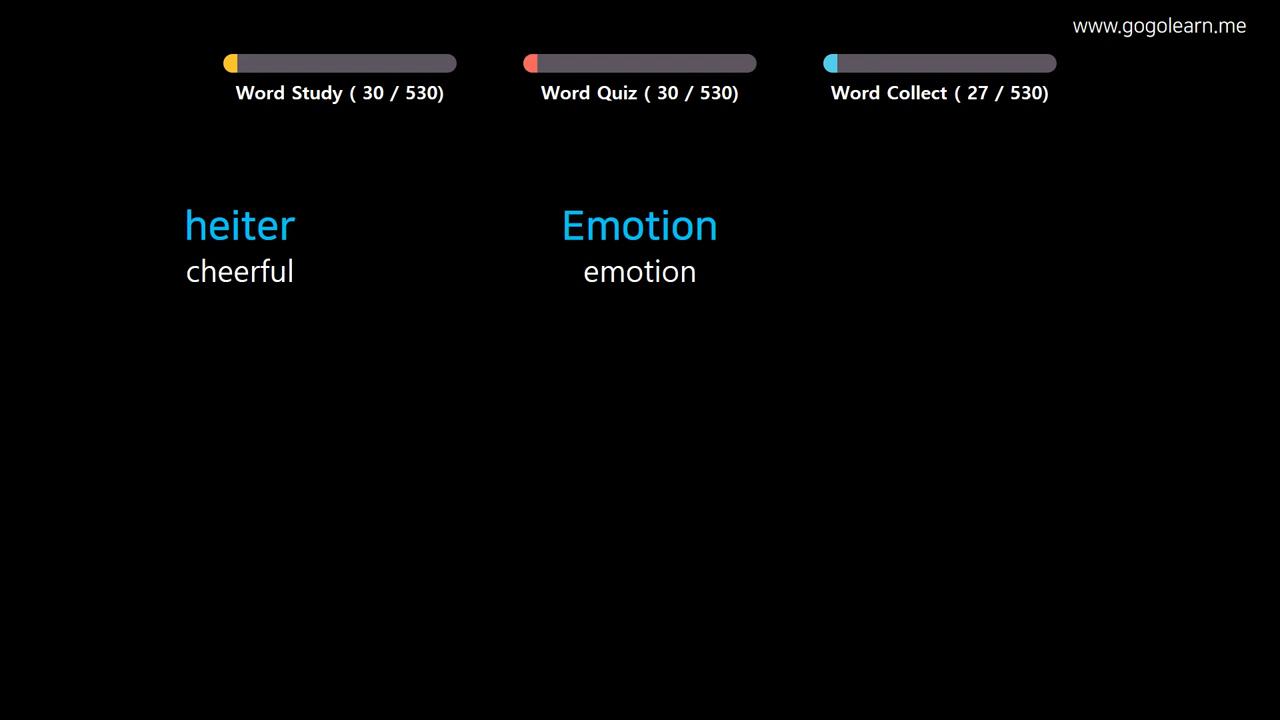 www.gogolearn.me
Word Study ( 30 / 530)
Word Quiz ( 30 / 530)
Word Collect ( 27 / 530)
heiter
cheerful
Emotion
emotion